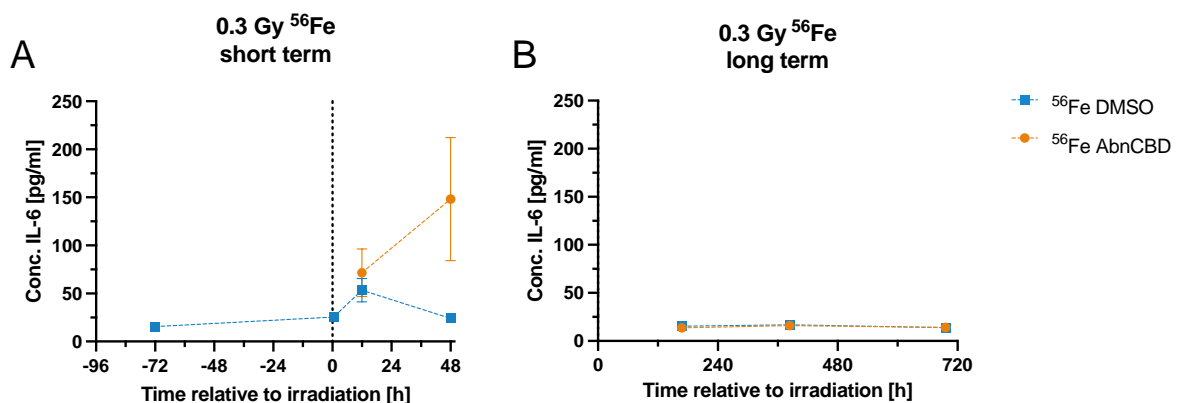 A
0.3 Gy ⁵⁶Fe
short term
Conc. IL-6 [pg/ml]
250
200
150
100
50
0
-96 -72 -48 -24 0 24 48
Time relative to irradiation [h]
B
0.3 Gy ⁵⁶Fe
long term
Conc. IL-6 [pg/ml]
250
200
150
100
50
0
0 240 480 720
Time relative to irradiation [h]
⁵⁶Fe DMSO
⁵⁶Fe AbnCBD